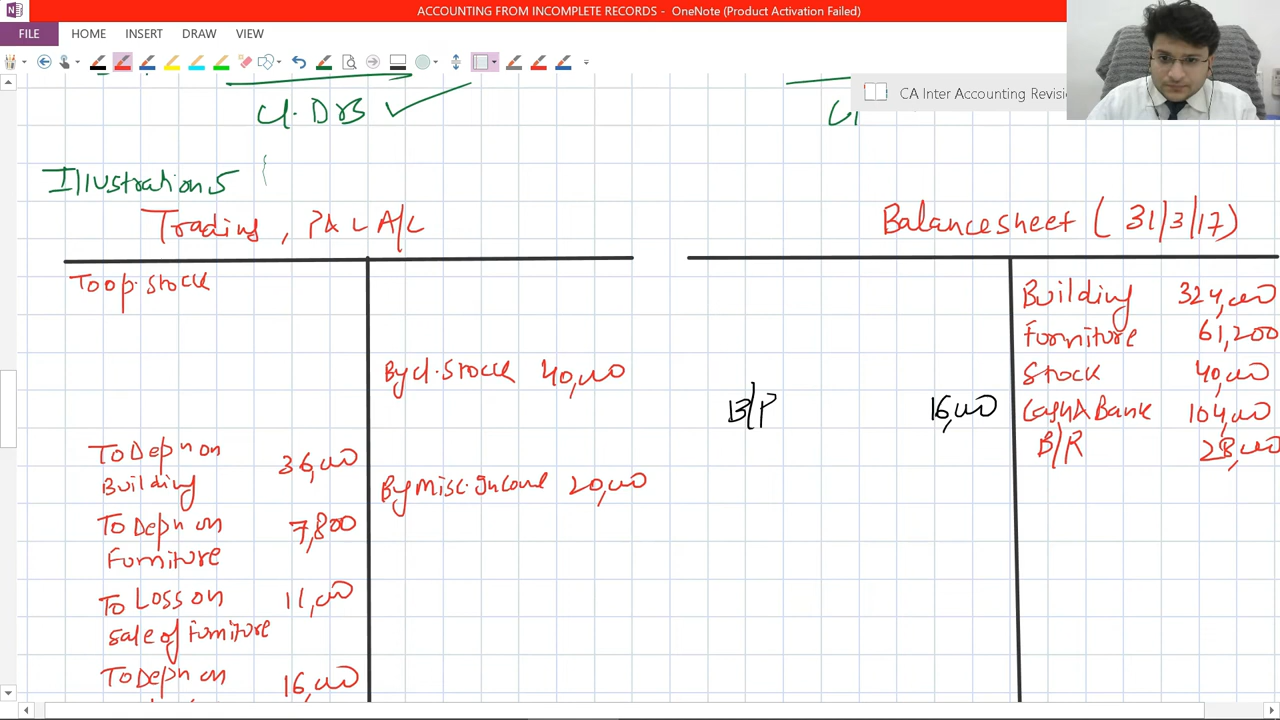 ACCOUNTING FROM INCOMPLETE RECORDS - OneNote (Product Activation Failed)
FILE HOME INSERT DRAW VIEW
CA Inter Accounting Revisi
Cl. DRS ✓
Cl
Illustration 5
Trading, P&L A/c
Balance sheet (31/3/17)
To op. stock
By cl. stock 40,000
To Depn on
Building 36,000
By Misc. Income 20,000
To Depn on
Furniture 7,800
To Loss on
sale of furniture 11,000
To Depn on
16,000
B/P 16,000
Building 324,000
Furniture 61,200
Stock 40,000
Cash & Bank 104,000
B/R 28,000